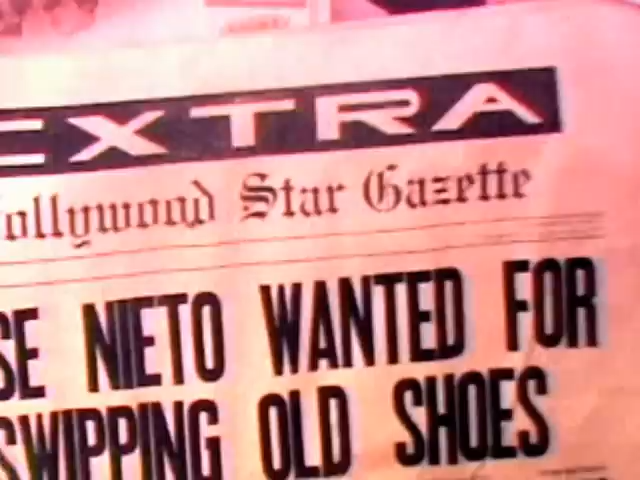 EXTRA
ollywood Star Gazette
SE NIETO WANTED FOR
SWIPPING OLD SHOES